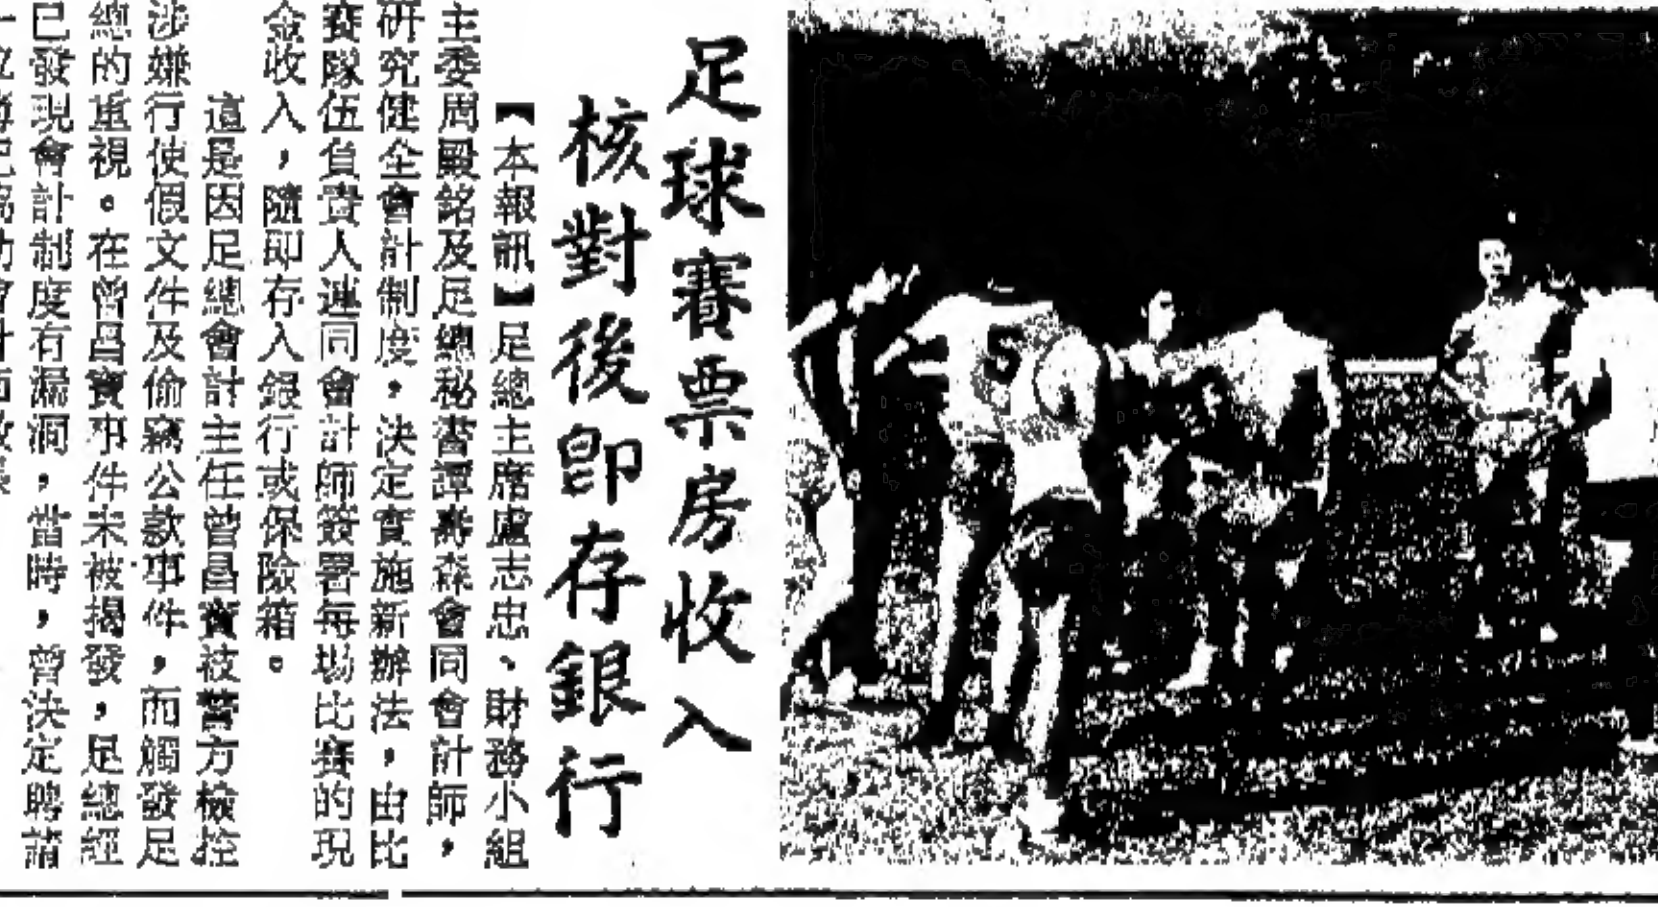 足球賽票房收入
核對後即存銀行
【本報訊】足總主席盧志忠、財務小組
主委周毅銘及足總秘書譚壽森會同會計師，
研究健全會計制度，決定實施新辦法，由比
賽隊伍負責人連同會計師簽署每場比賽的現
金收入，隨即存入銀行或保險箱。
這是因足總會計主任曾昌寶被警方檢控
涉嫌行使假文件及偷竊公款事件，而觸發足
總的重視。在曾昌寶事件未被揭發，足總經
已發現會計制度有漏洞，當時，曾決定聘請